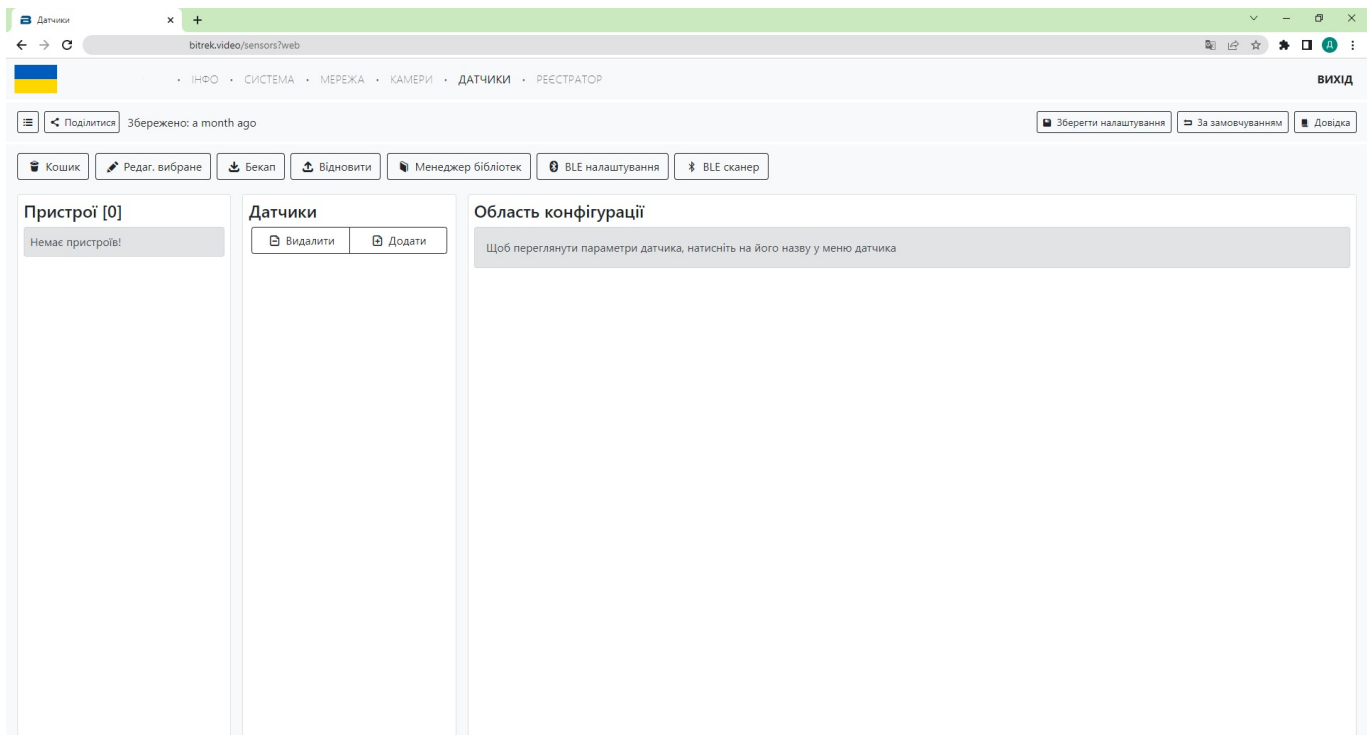 Датчики
bitrek.video/sensors?web
Д
• ІНФО • СИСТЕМА • МЕРЕЖА • КАМЕРИ • ДАТЧИКИ • РЕЄСТРАТОР
ВИХІД
Поділитися Збережено: a month ago
Зберегти налаштування За замовчуванням Довідка
Кошик Редаг. вибране Бекап Відновити Менеджер бібліотек BLE налаштування BLE сканер
Пристрої [0]
Немає пристроїв!
Датчики
Видалити Додати
Область конфігурації
Щоб переглянути параметри датчика, натисніть на його назву у меню датчика